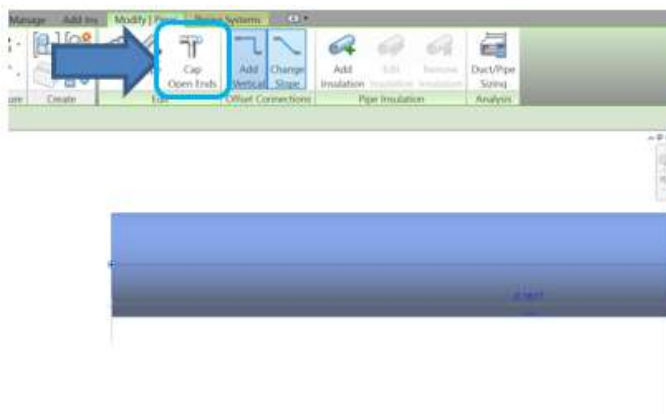 Manage Add-Ins Modify | Pipes Systems
Cap
Open Ends
Add
Vertical
Change
Slope
Add
Insulation
Edit
Insulation
Remove
Insulation
Duct/Pipe
Sizing
Create Edit Offset Connections Pipe Insulation Analysis